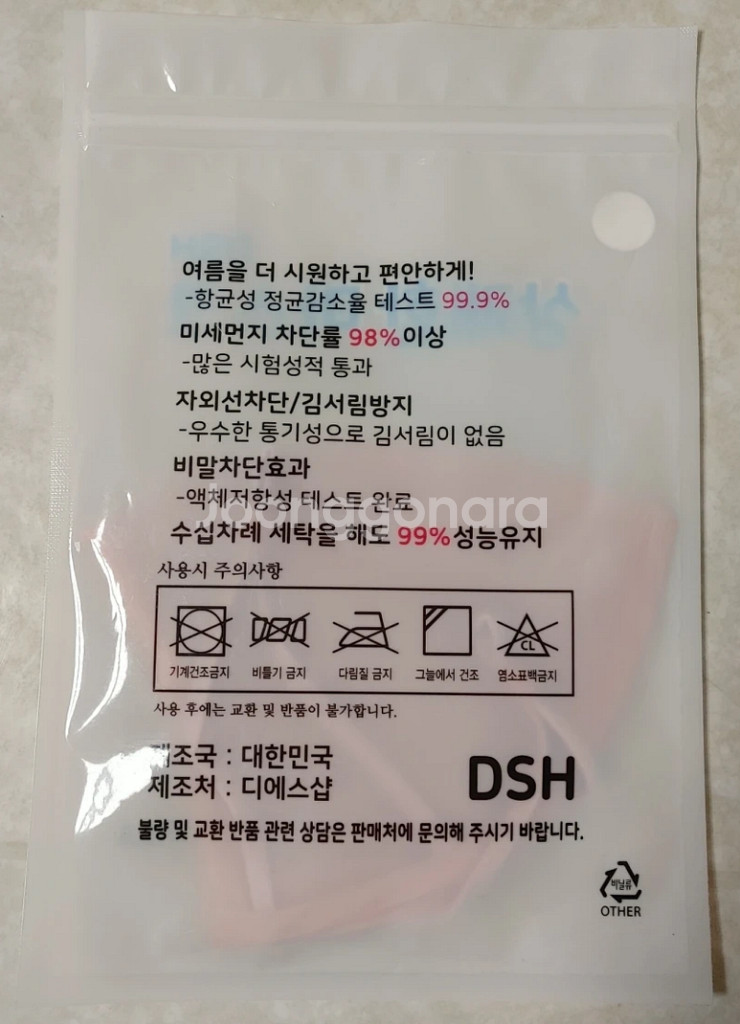 여름을 더 시원하고 편안하게!
-항균성 정균감소율 테스트 99.9%
미세먼지 차단률 98%이상
-많은 시험성적 통과
자외선차단/김서림방지
-우수한 통기성으로 김서림이 없음
비말차단효과
-액체저항성 테스트 완료
joonggonara
수십차례 세탁을 해도 99%성능유지
사용시 주의사항
CL
기계건조금지 비틀기 금지 다림질 금지 그늘에서 건조 염소표백금지
사용 후에는 교환 및 반품이 불가합니다.
제조국 : 대한민국
제조처 : 디에스샵
DSH
불량 및 교환 반품 관련 상담은 판매처에 문의해 주시기 바랍니다.
비닐류
OTHER